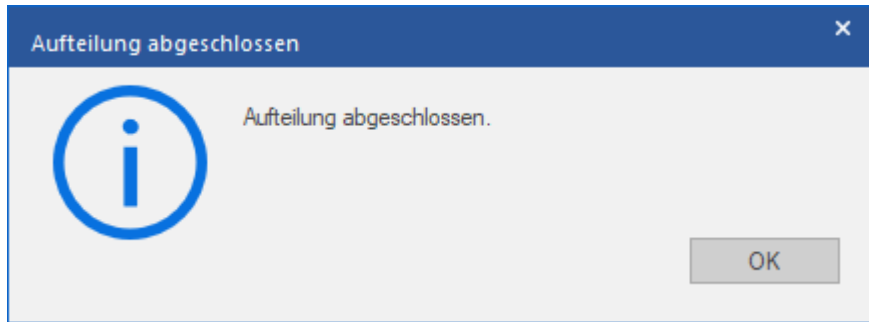 Aufteilung abgeschlossen
Aufteilung abgeschlossen.
OK